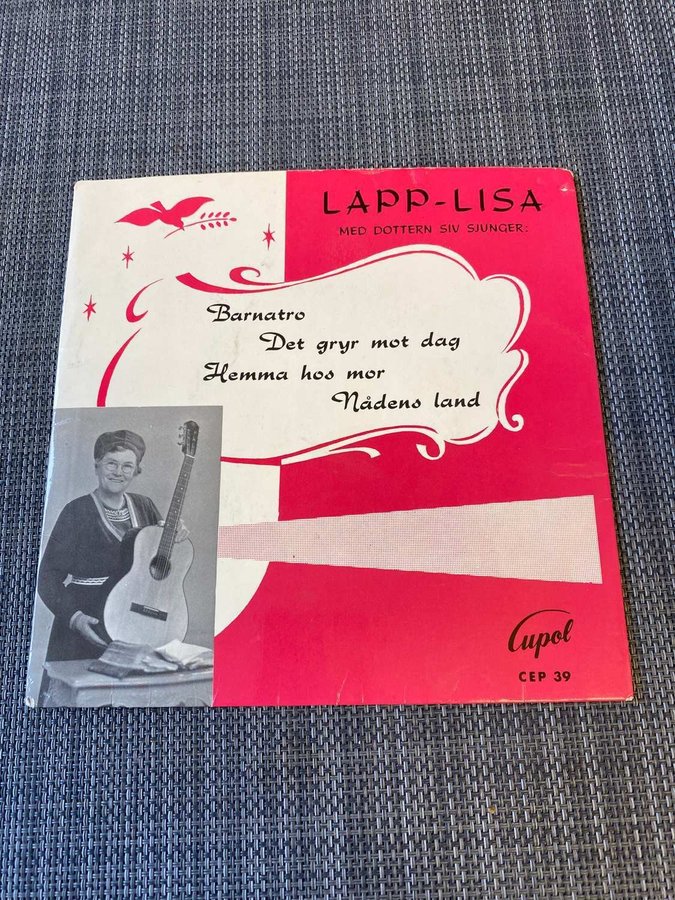 LAPP-LISA
MED DOTTERN SIV SJUNGER:
Barnatro
Det gryr mot dag
Hemma hos mor
Nådens land
Cupol
CEP 39